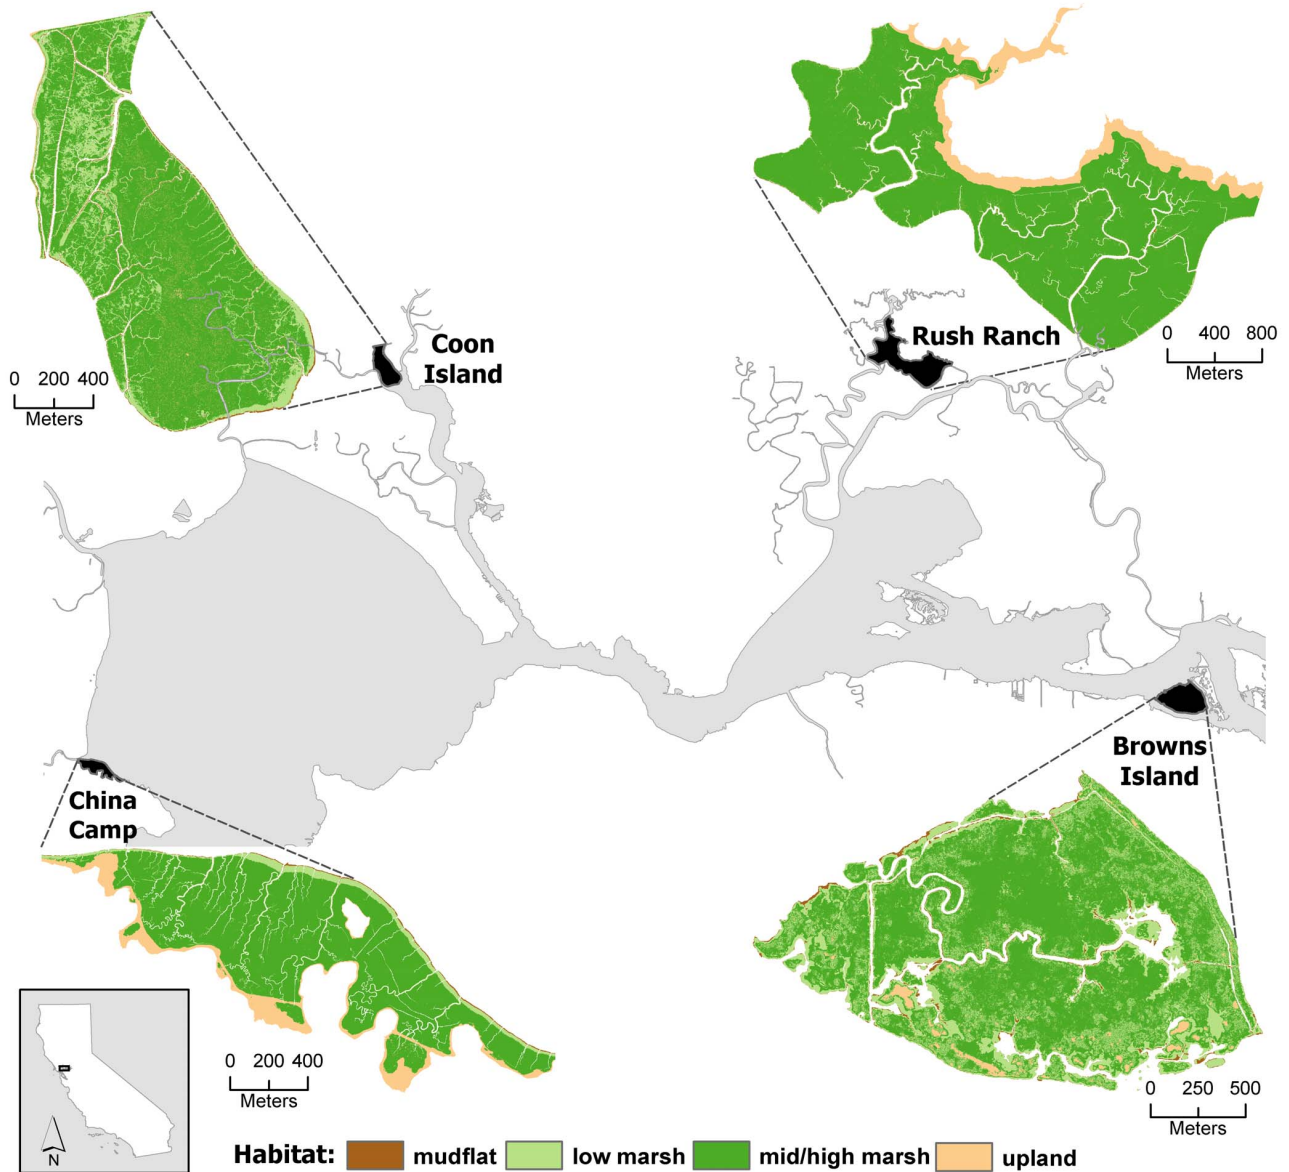 Coon
Island
0 200 400
Meters
Rush Ranch
0 400 800
Meters
China
Camp
0 200 400
Meters
Browns
Island
0 250 500
Meters
N
Habitat: mudflat low marsh mid/high marsh upland